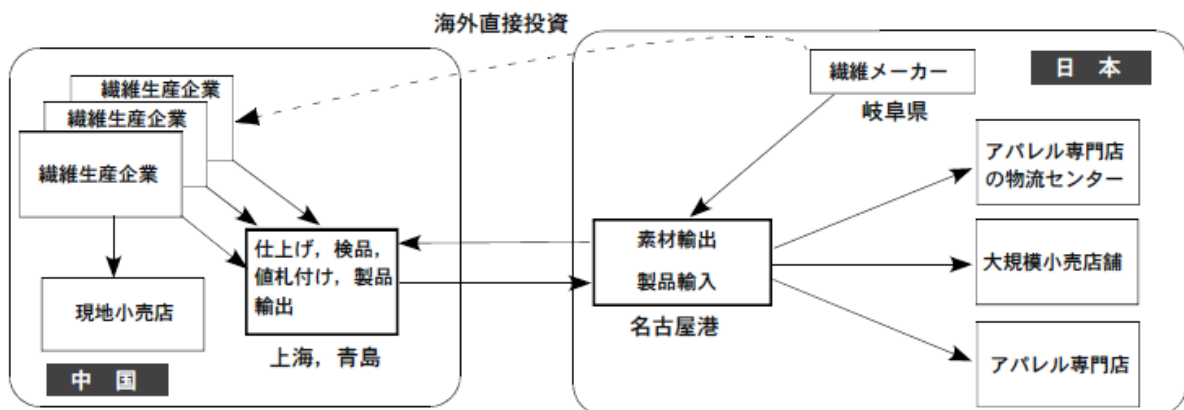 海外直接投資
繊維生産企業
繊維生産企業
繊維生産企業
現地小売店
仕上げ，検品，
値札付け，製品
輸出
上海，青島
中　国
繊維メーカー
岐阜県
日　本
素材輸出
製品輸入
名古屋港
アパレル専門店
の物流センター
大規模小売店舗
アパレル専門店